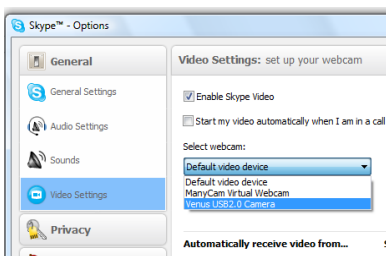 Skype™ - Options
General
General Settings
Audio Settings
Sounds
Video Settings
Privacy
Video Settings: set up your webcam
Enable Skype Video
Start my video automatically when I am in a call
Select webcam:
Default video device
Default video device
ManyCam Virtual Webcam
Venus USB2.0 Camera
Automatically receive video from...